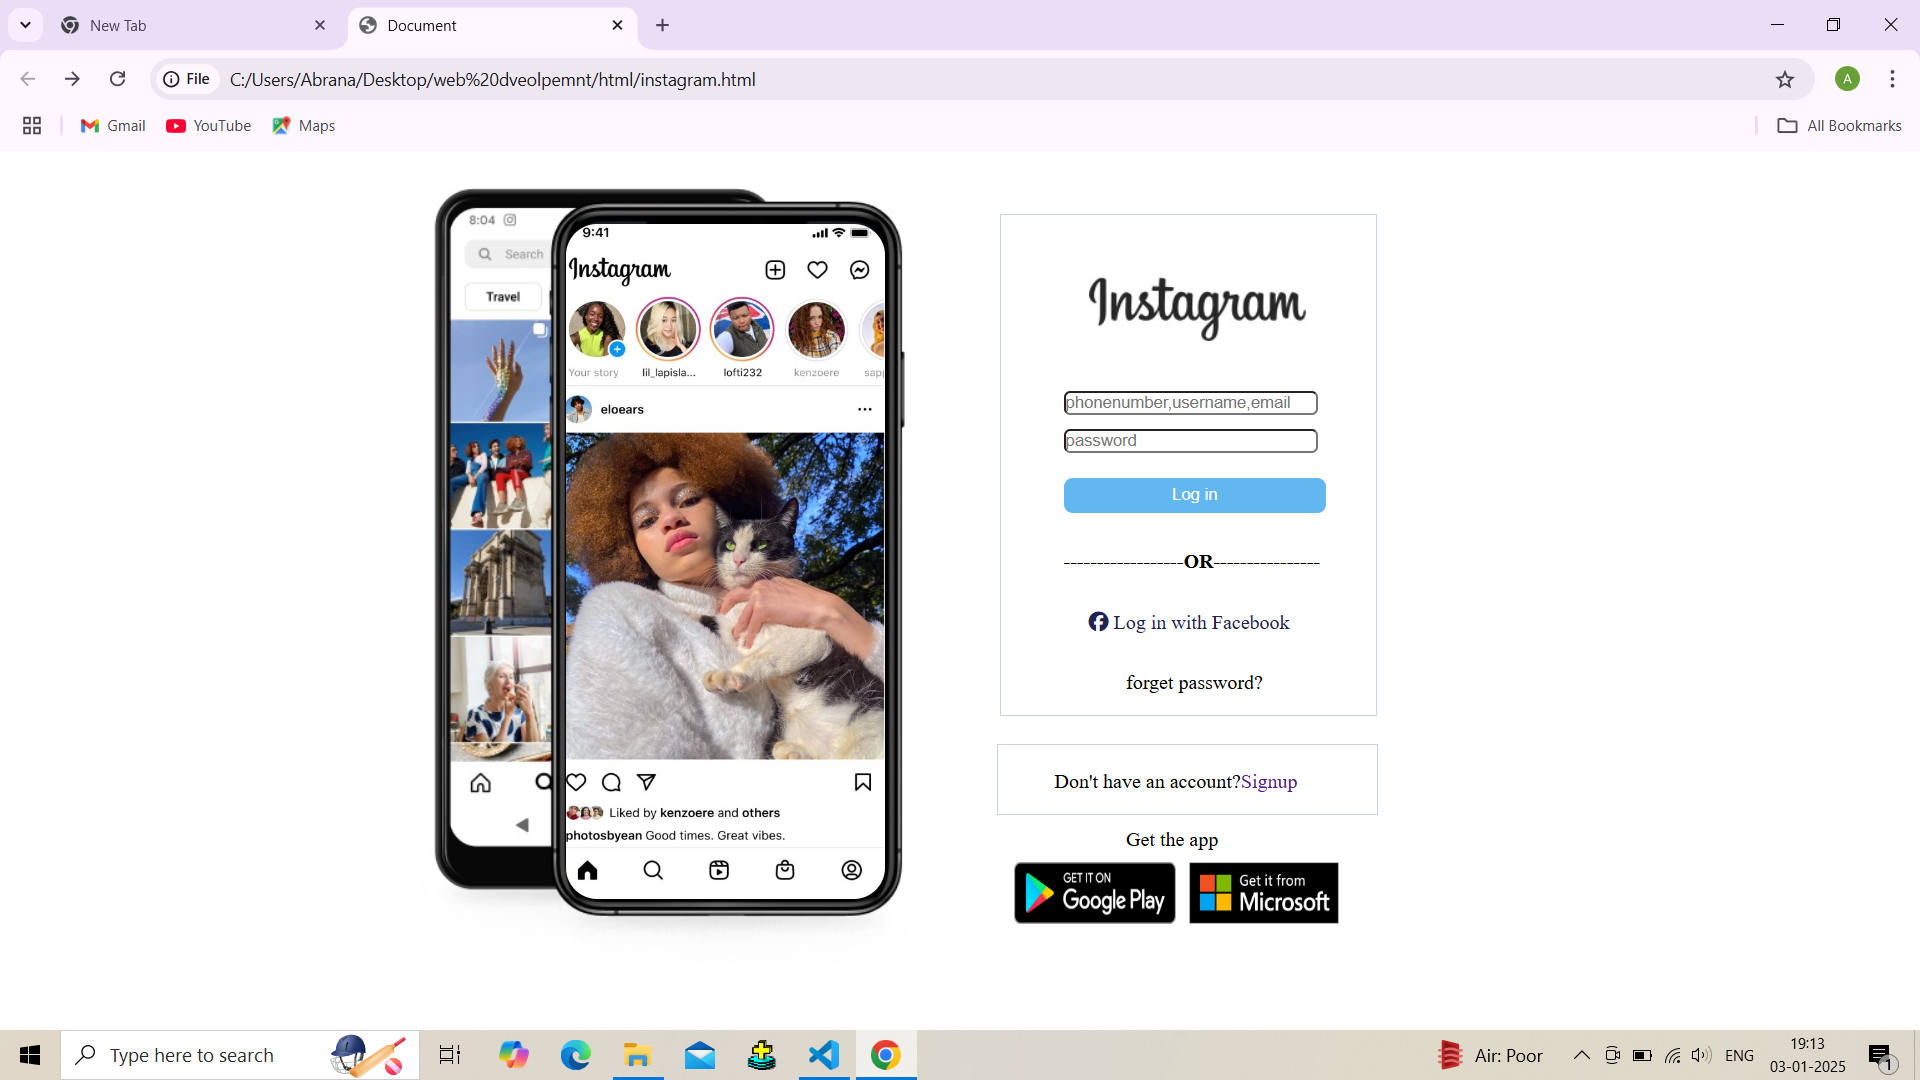 New Tab
Document
File
C:/Users/Abrana/Desktop/web%20dveolpemnt/html/instagram.html
A
Gmail
YouTube
Maps
All Bookmarks
8:04
Search
Travel
9:41
Instagram
Your story
lil_lapisla...
lofti232
kenzoere
sapp
eloears
Liked by kenzoere and others
photosbyean Good times. Great vibes.
Instagram
phonenumber,username,email
password
Log in
------------------OR----------------
Log in with Facebook
forget password?
Don't have an account?Signup
Get the app
GET IT ON
Google Play
Get it from
Microsoft
Type here to search
Air: Poor
ENG
19:13
03-01-2025
1